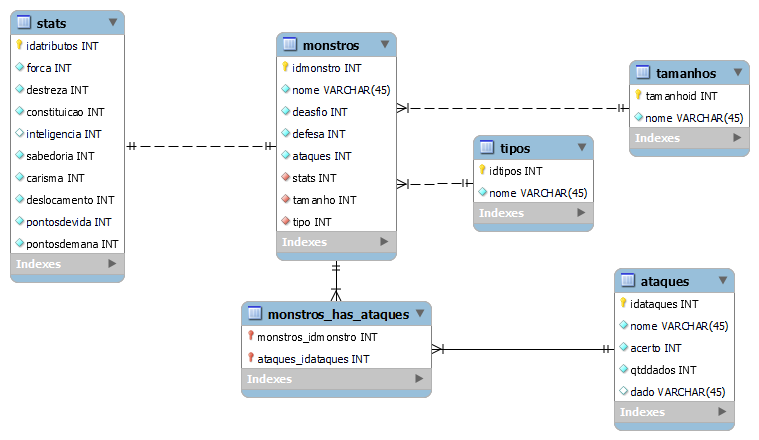 stats
idatributos INT
forca INT
destreza INT
constituicao INT
inteligencia INT
sabedoria INT
carisma INT
deslocamento INT
pontosdevida INT
pontosdemana INT
Indexes
monstros
idmonstro INT
nome VARCHAR(45)
deasfio INT
defesa INT
ataques INT
stats INT
tamanho INT
tipo INT
Indexes
tamanhos
tamanhoid INT
nome VARCHAR(45)
Indexes
tipos
idtipos INT
nome VARCHAR(45)
Indexes
monstros_has_ataques
monstros_idmonstro INT
ataques_idataques INT
Indexes
ataques
idataques INT
nome VARCHAR(45)
acerto INT
qtddados INT
dado VARCHAR(45)
Indexes